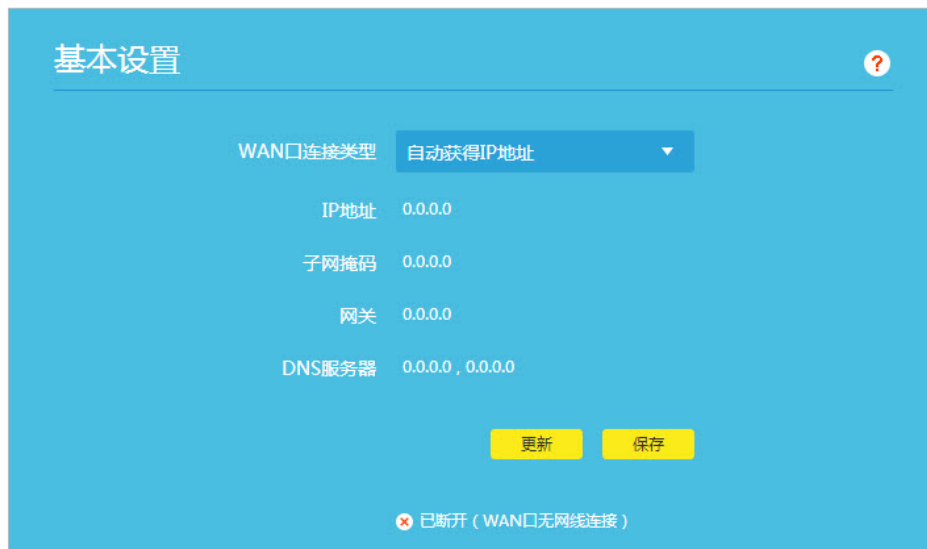 基本设置
?
WAN口连接类型 自动获得IP地址
IP地址 0.0.0.0
子网掩码 0.0.0.0
网关 0.0.0.0
DNS服务器 0.0.0.0 , 0.0.0.0
更新 保存
已断开 ( WAN口无网线连接 )